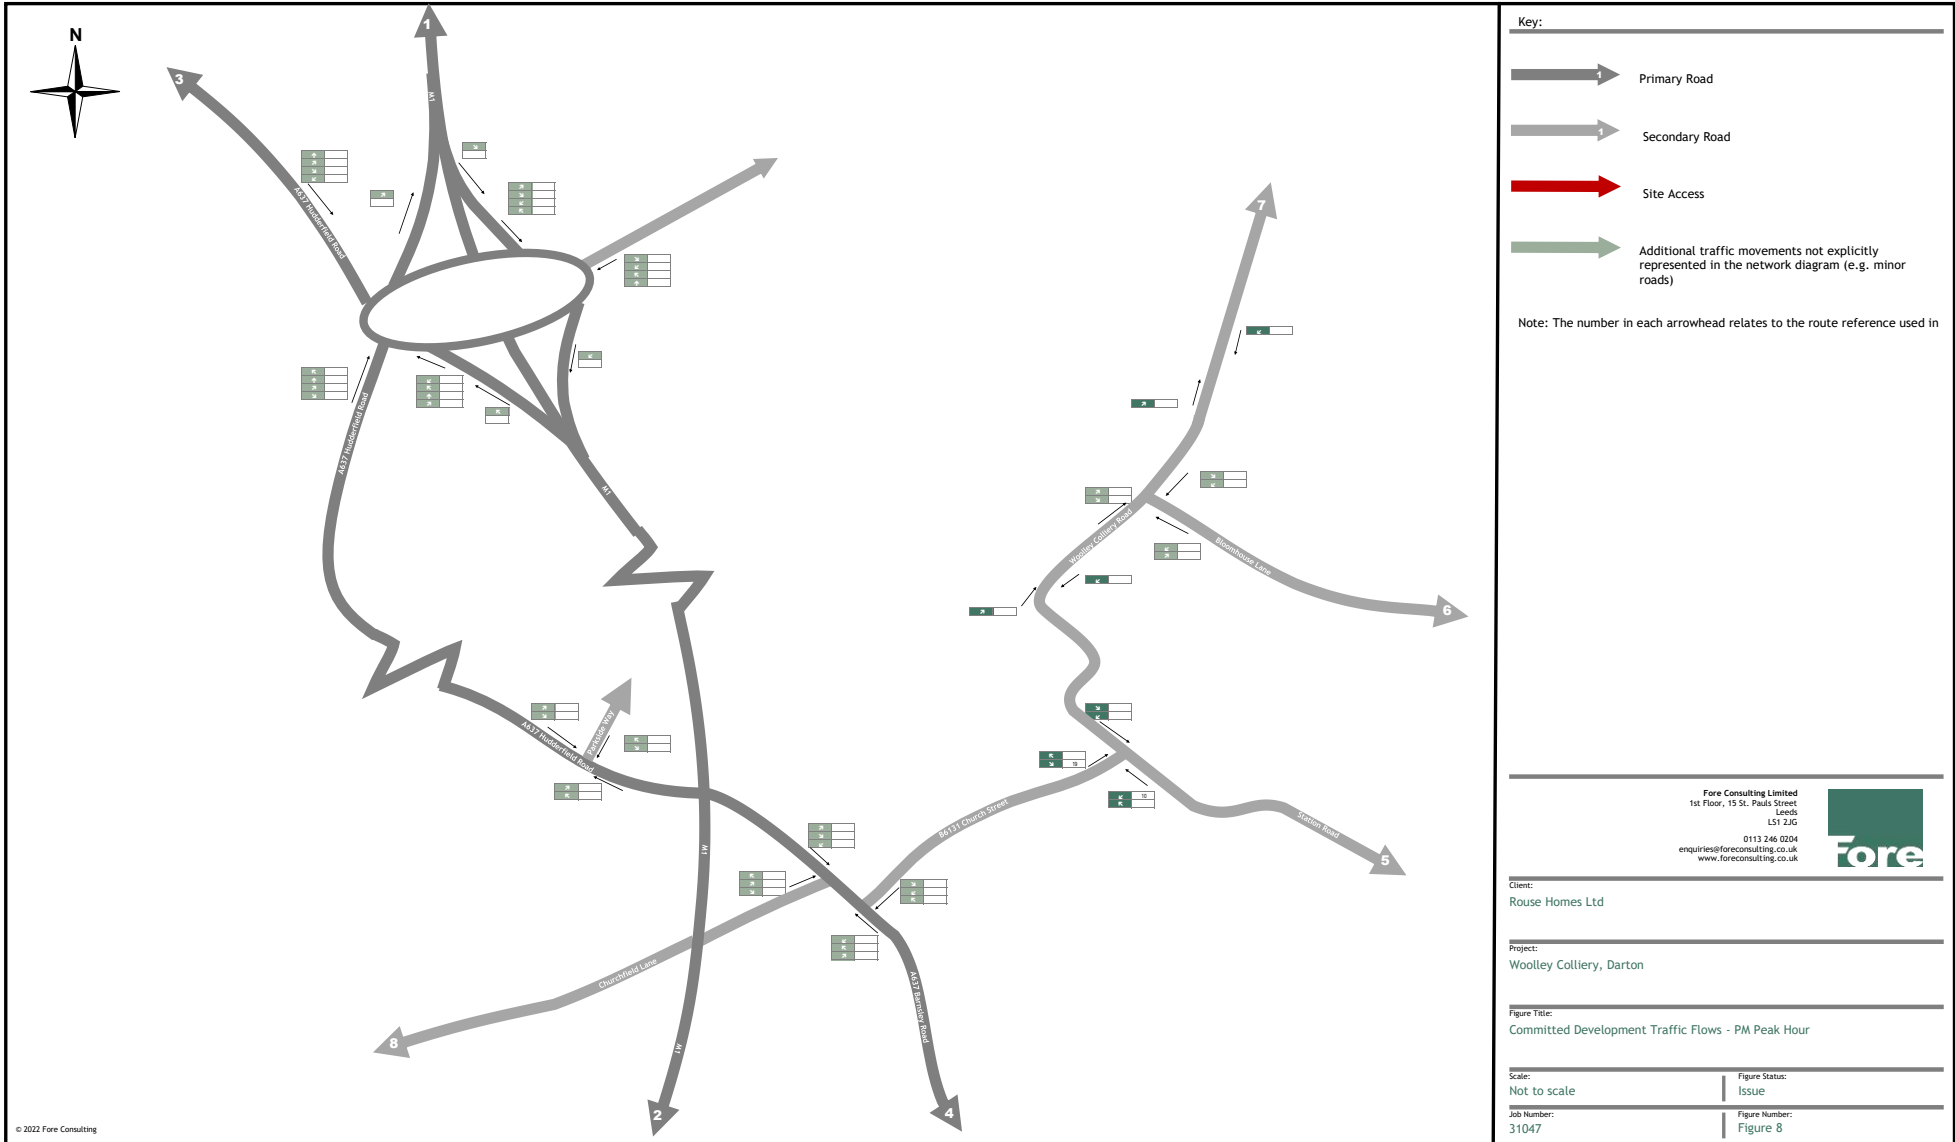 N
1
3
M1
A637 Hudderfield Road
A637 Hudderfield Road
M1
7
Woolley Colliery Road
Bloomhouse Lane
6
Parkside Way
A637 Hudderfield Road
19
10
B6131 Church Street
Station Road
5
M1
Churchfield Lane
A637 Barnsley Road
8
M1
2
4
© 2022 Fore Consulting
Key:
1
Primary Road
1
Secondary Road
Site Access
Additional traffic movements not explicitly
represented in the network diagram (e.g. minor
roads)
Note: The number in each arrowhead relates to the route reference used in
Fore Consulting Limited
1st Floor, 15 St. Pauls Street
Leeds
LS1 2JG
0113 246 0204
enquiries@foreconsulting.co.uk
www.foreconsulting.co.uk
Fore
Client:
Rouse Homes Ltd
Project:
Woolley Colliery, Darton
Figure Title:
Committed Development Traffic Flows - PM Peak Hour
Scale:
Not to scale
Figure Status:
Issue
Job Number:
31047
Figure Number:
Figure 8